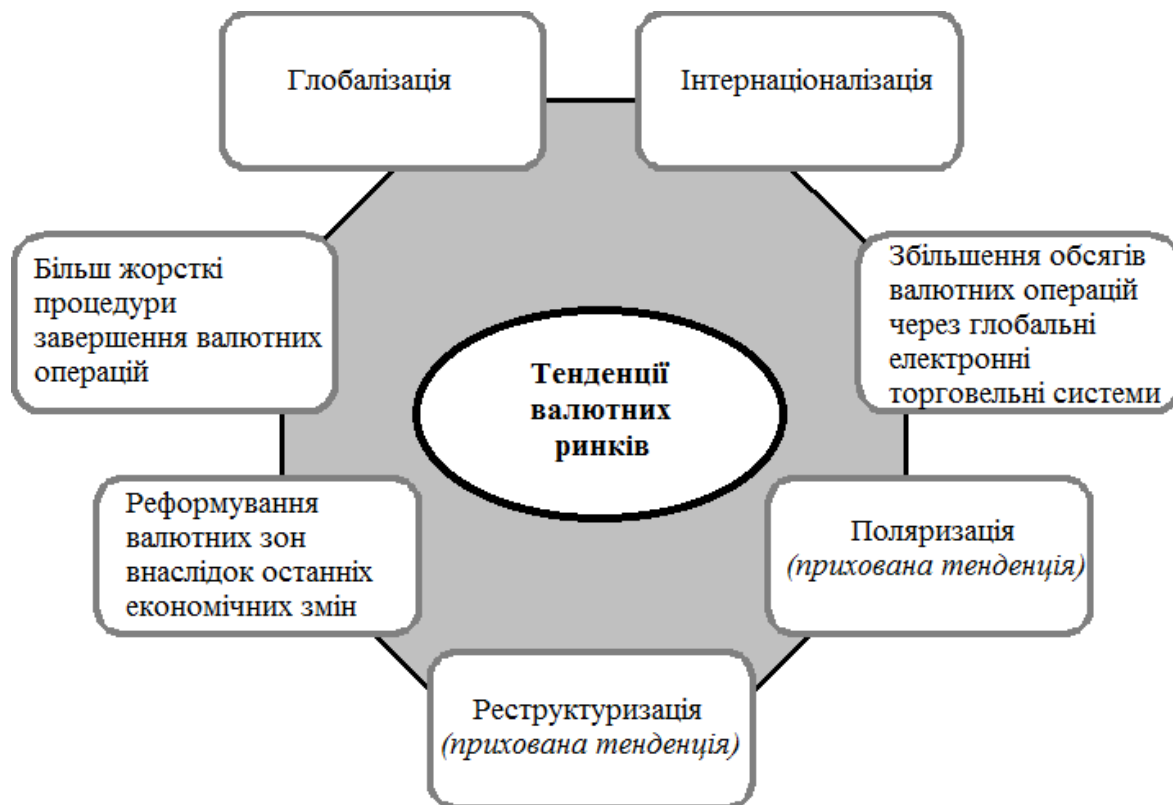 Глобалізація
Інтернаціоналізація
Більш жорсткі
процедури
завершення валютних
операцій
Збільшення обсягів
валютних операцій
через глобальні
електронні
торговельні системи
Тенденції
валютних
ринків
Реформування
валютних зон
внаслідок останніх
економічних змін
Поляризація
(прихована тенденція)
Реструктуризація
(прихована тенденція)